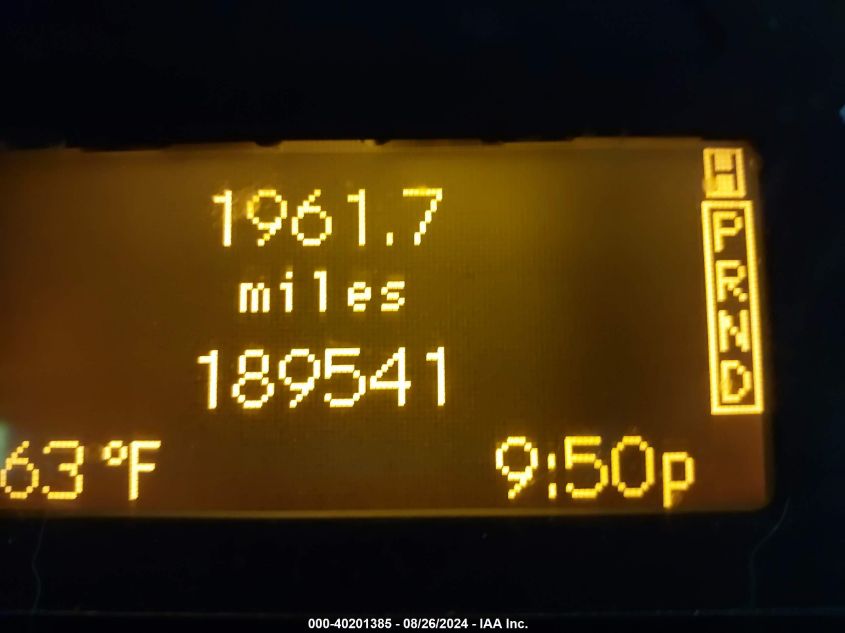 1961.7
miles
189541
63 °F 9:50p
H
P
R
N
D
000-40201385 - 08/26/2024 - IAA Inc.